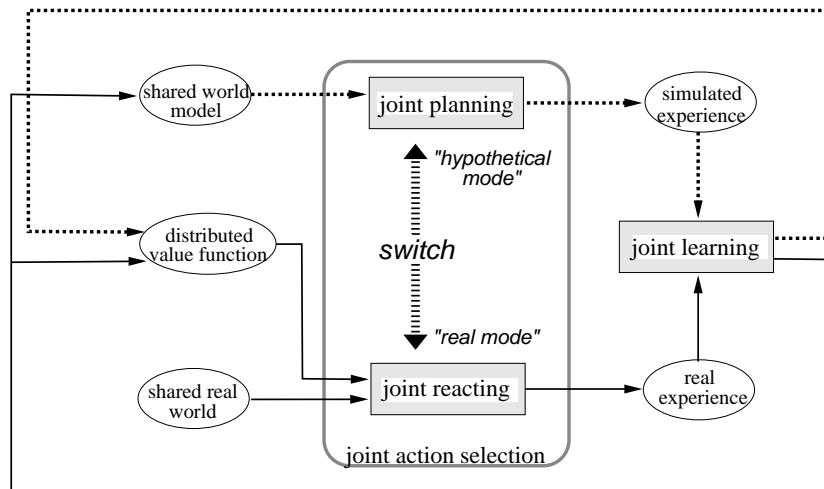 shared world
model
joint planning
simulated
experience
"hypothetical
mode"
distributed
value function
switch
joint learning
"real mode"
shared real
world
joint reacting
real
experience
joint action selection